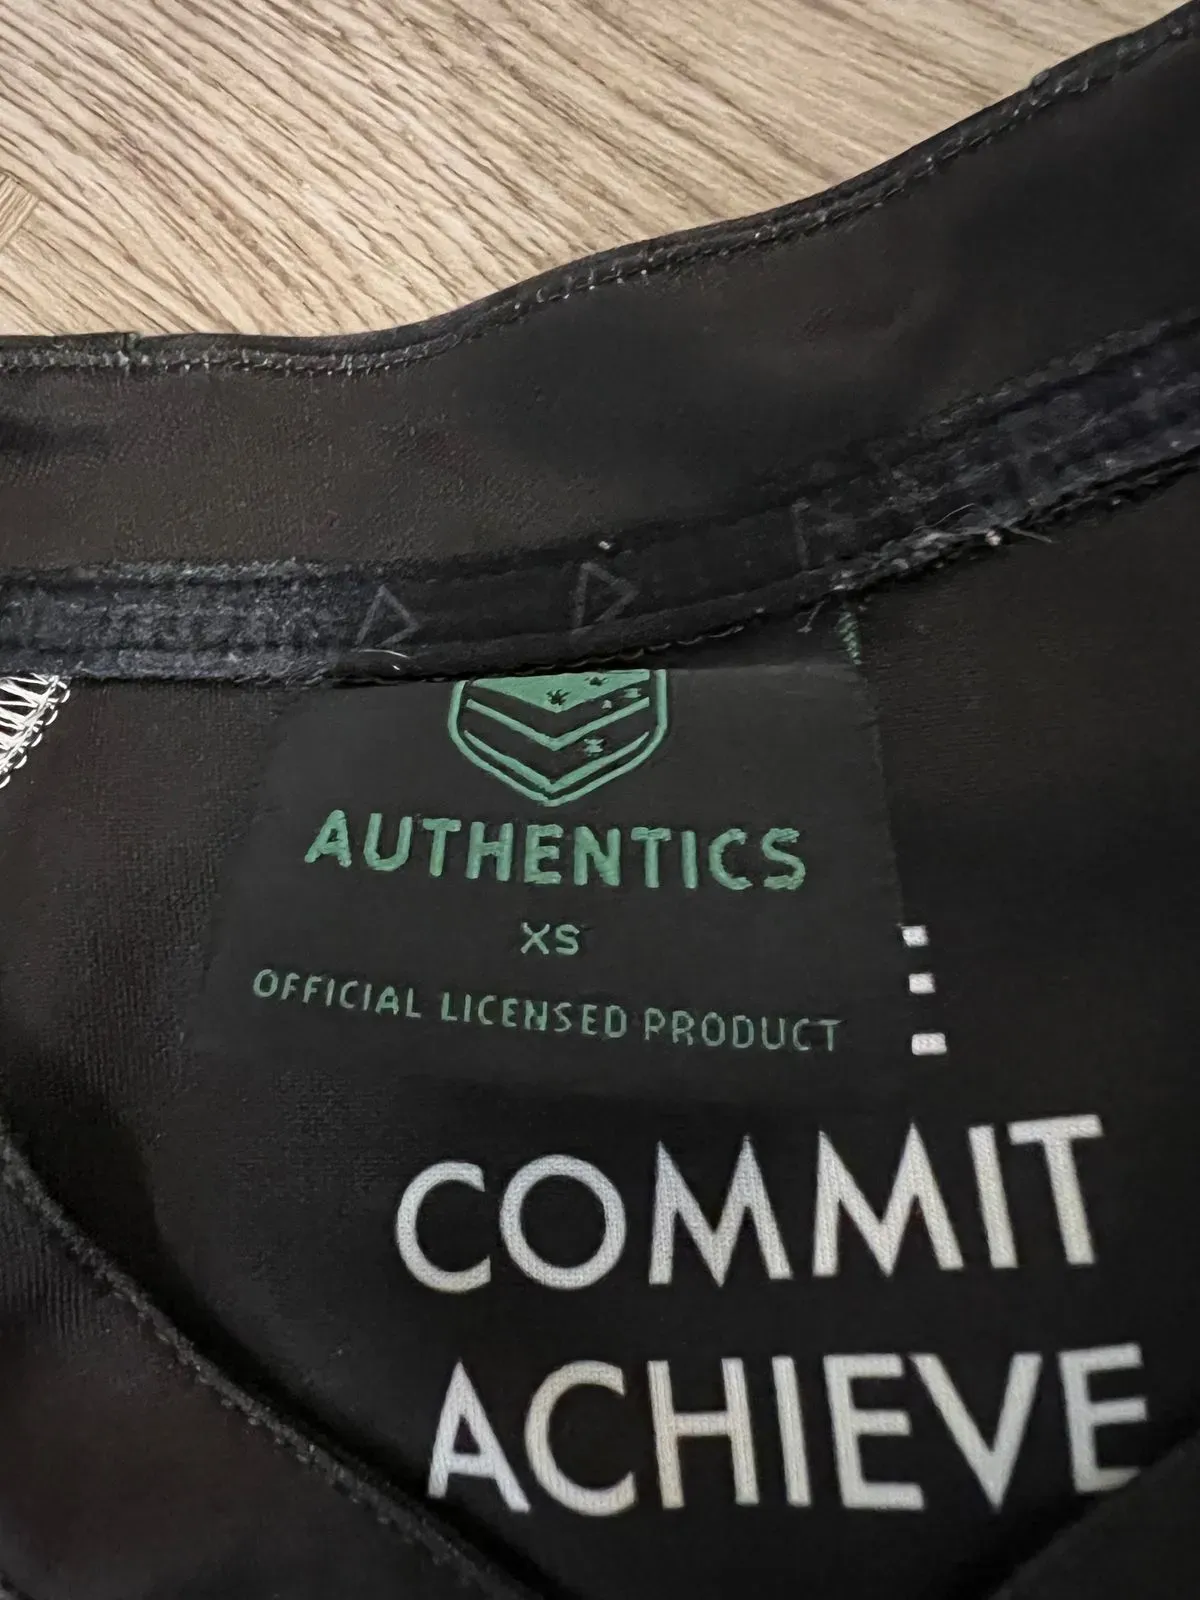 AUTHENTICS
XS
OFFICIAL LICENSED PRODUCT
COMMIT
ACHIEVE